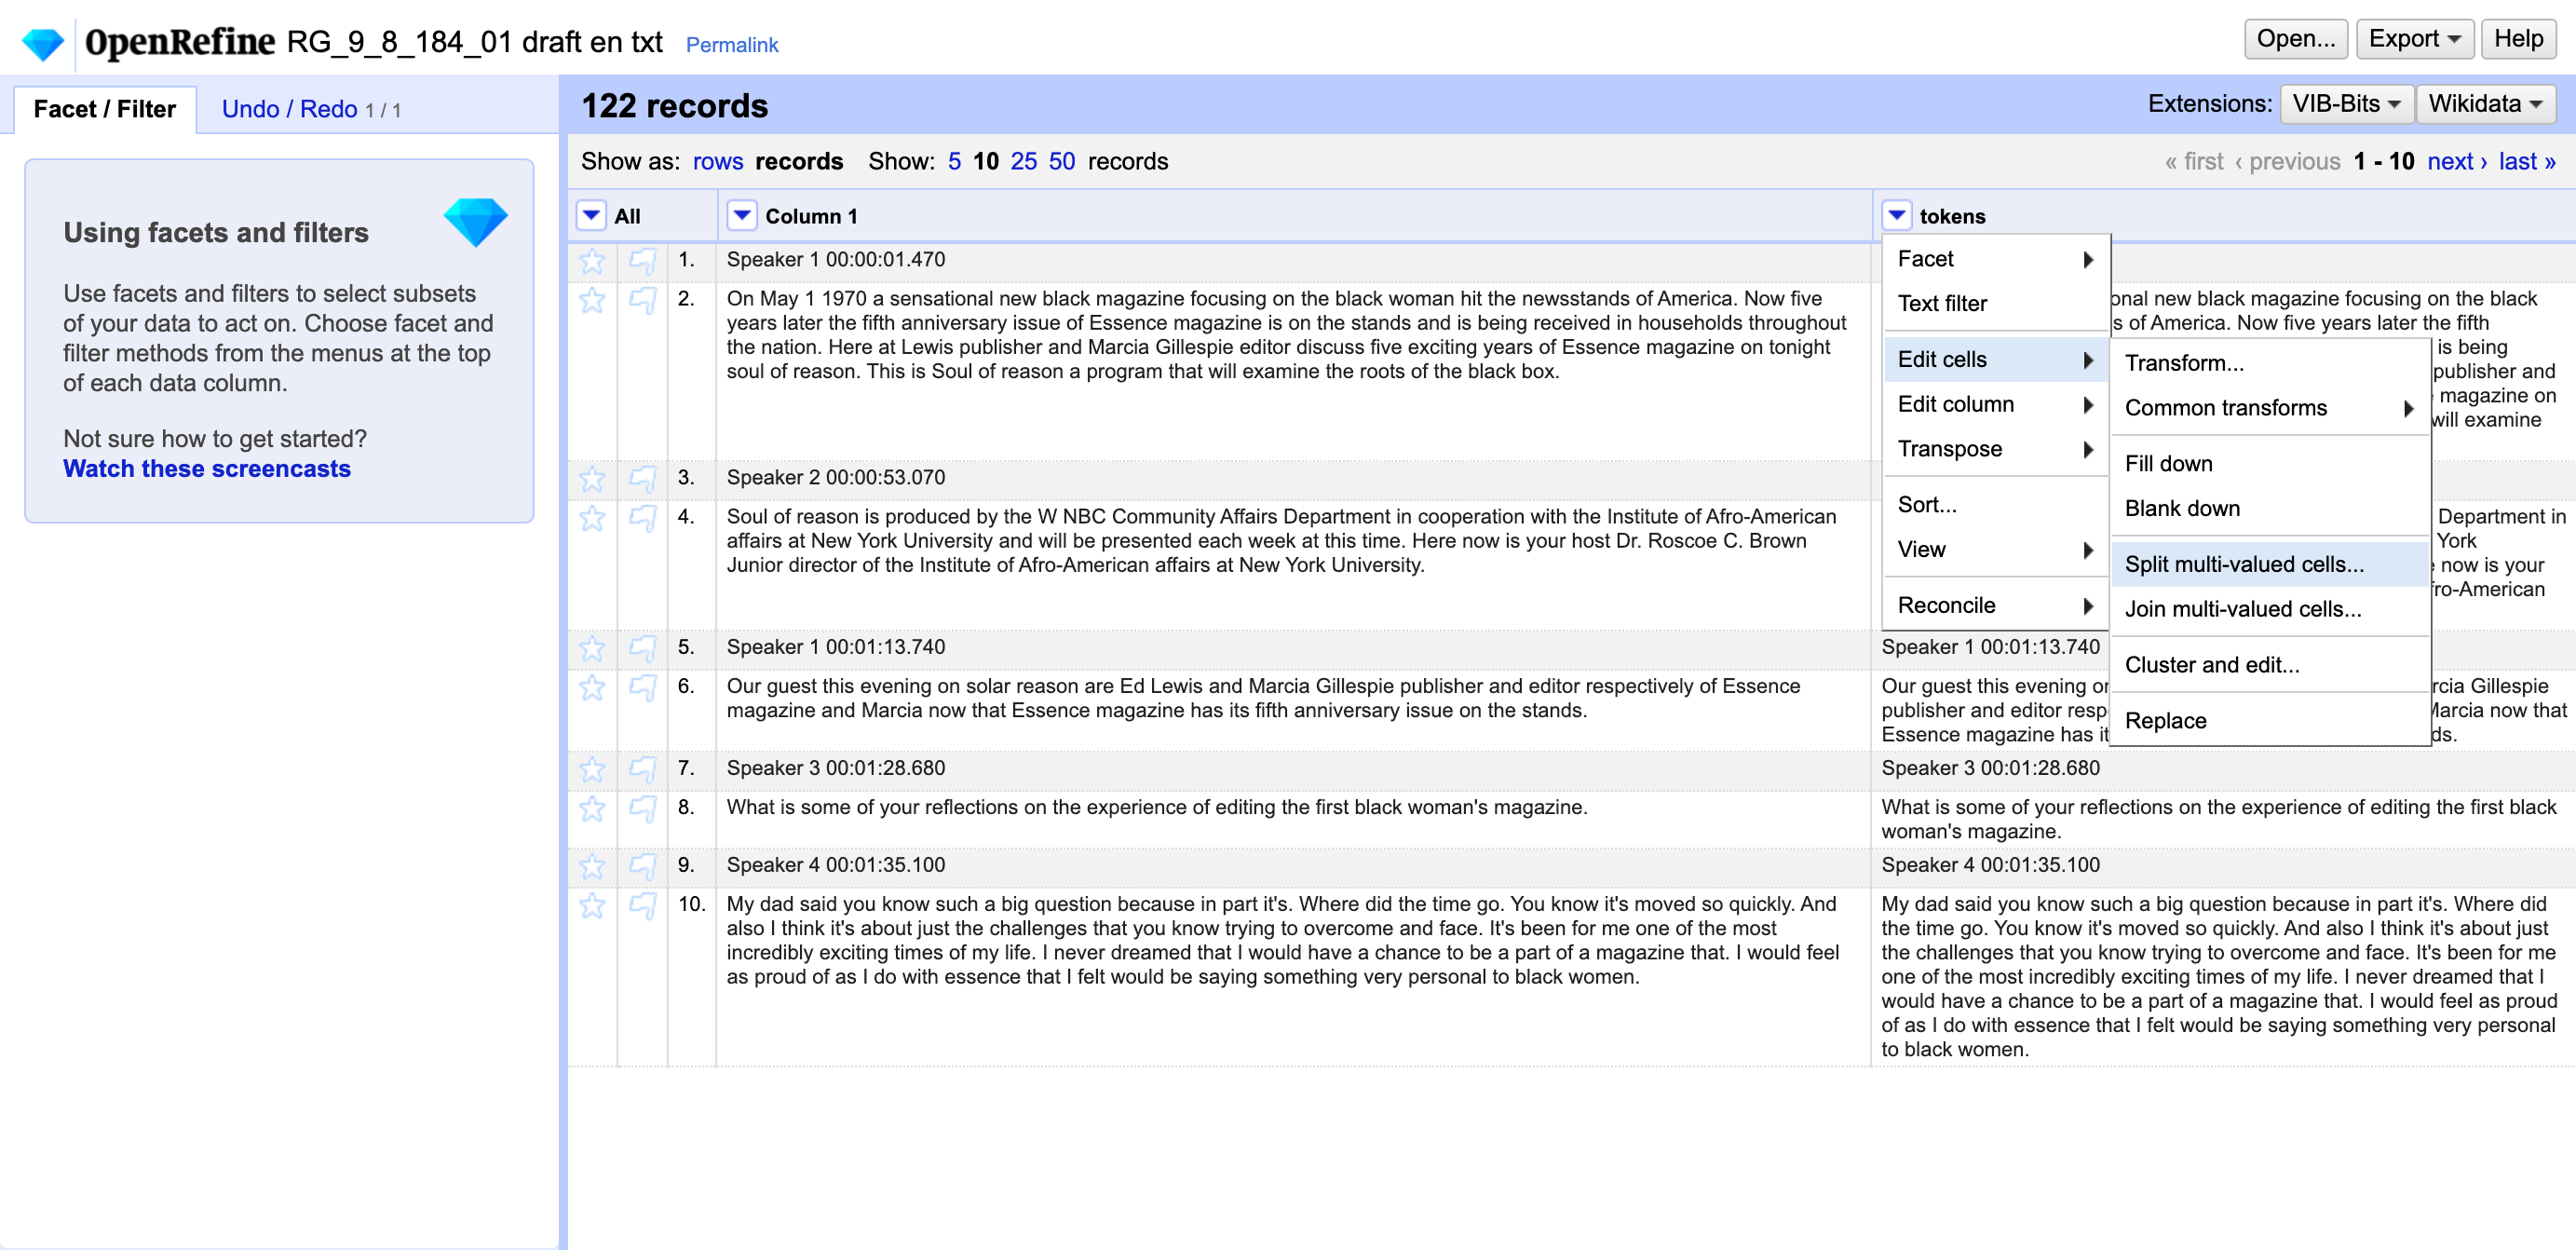 OpenRefine RG_9_8_184_01 draft en txt Permalink
Open... Export Help
Facet / Filter Undo / Redo 1 / 1
122 records
Extensions: VIB-Bits Wikidata
Using facets and filters
Use facets and filters to select subsets
of your data to act on. Choose facet and
filter methods from the menus at the top
of each data column.
Not sure how to get started?
Watch these screencasts
Show as: rows records Show: 5 10 25 50 records
« first ‹ previous 1 - 10 next › last »
All Column 1 tokens
1. Speaker 1 00:00:01.470
2. On May 1 1970 a sensational new black magazine focusing on the black woman hit the newsstands of America. Now five
years later the fifth anniversary issue of Essence magazine is on the stands and is being received in households throughout
the nation. Here at Lewis publisher and Marcia Gillespie editor discuss five exciting years of Essence magazine on tonight
soul of reason. This is Soul of reason a program that will examine the roots of the black box.
onal new black magazine focusing on the black
s of America. Now five years later the fifth
is being
publisher and
magazine on
will examine
3. Speaker 2 00:00:53.070
4. Soul of reason is produced by the W NBC Community Affairs Department in cooperation with the Institute of Afro-American
affairs at New York University and will be presented each week at this time. Here now is your host Dr. Roscoe C. Brown
Junior director of the Institute of Afro-American affairs at New York University.
Department in
York
now is your
fro-American
5. Speaker 1 00:01:13.740
Speaker 1 00:01:13.740
6. Our guest this evening on solar reason are Ed Lewis and Marcia Gillespie publisher and editor respectively of Essence
magazine and Marcia now that Essence magazine has its fifth anniversary issue on the stands.
Our guest this evening or rcia Gillespie
publisher and editor resp Marcia now that
Essence magazine has it ds.
7. Speaker 3 00:01:28.680
Speaker 3 00:01:28.680
8. What is some of your reflections on the experience of editing the first black woman's magazine.
What is some of your reflections on the experience of editing the first black
woman's magazine.
9. Speaker 4 00:01:35.100
Speaker 4 00:01:35.100
10. My dad said you know such a big question because in part it's. Where did the time go. You know it's moved so quickly. And
also I think it's about just the challenges that you know trying to overcome and face. It's been for me one of the most
incredibly exciting times of my life. I never dreamed that I would have a chance to be a part of a magazine that. I would feel
as proud of as I do with essence that I felt would be saying something very personal to black women.
My dad said you know such a big question because in part it's. Where did
the time go. You know it's moved so quickly. And also I think it's about just
the challenges that you know trying to overcome and face. It's been for me
one of the most incredibly exciting times of my life. I never dreamed that I
would have a chance to be a part of a magazine that. I would feel as proud
of as I do with essence that I felt would be saying something very personal
to black women.
Facet
Text filter
Edit cells
Edit column
Transpose
Sort...
View
Reconcile
Transform...
Common transforms
Fill down
Blank down
Split multi-valued cells...
Join multi-valued cells...
Cluster and edit...
Replace